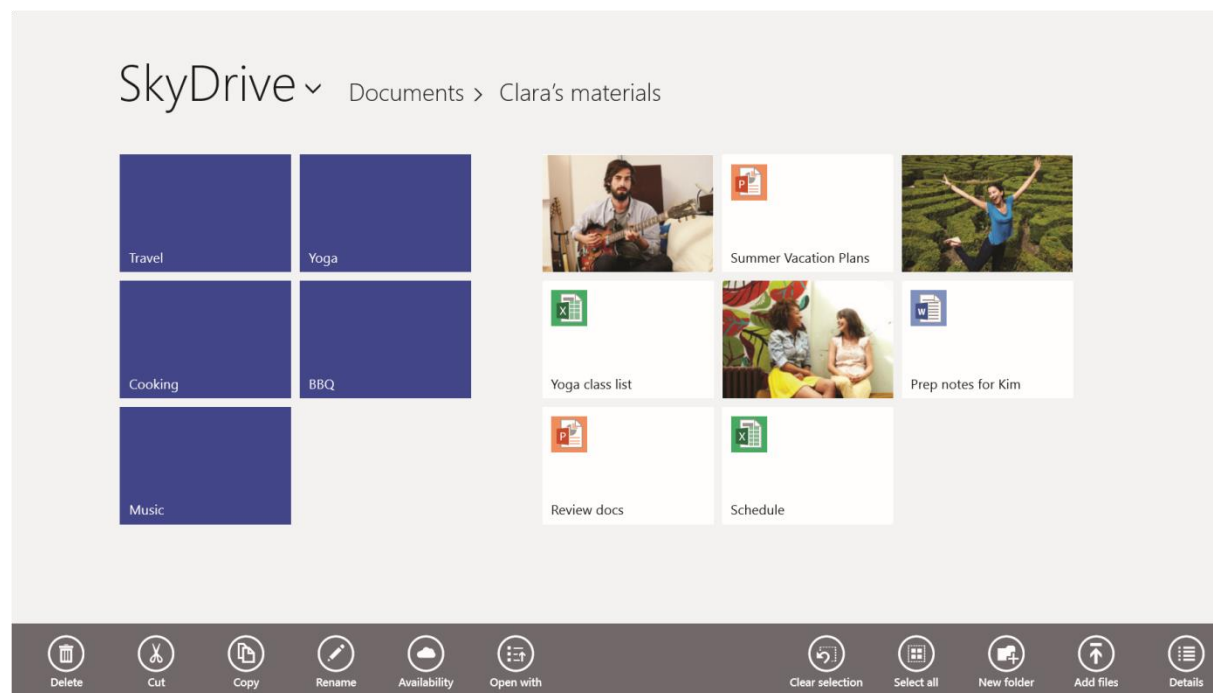 SkyDrive Documents > Clara's materials
Travel
Yoga
Cooking
BBQ
Music
Summer Vacation Plans
Yoga class list
Prep notes for Kim
Review docs
Schedule
Delete
Cut
Copy
Rename
Availability
Open with
Clear selection
Select all
New folder
Add files
Details